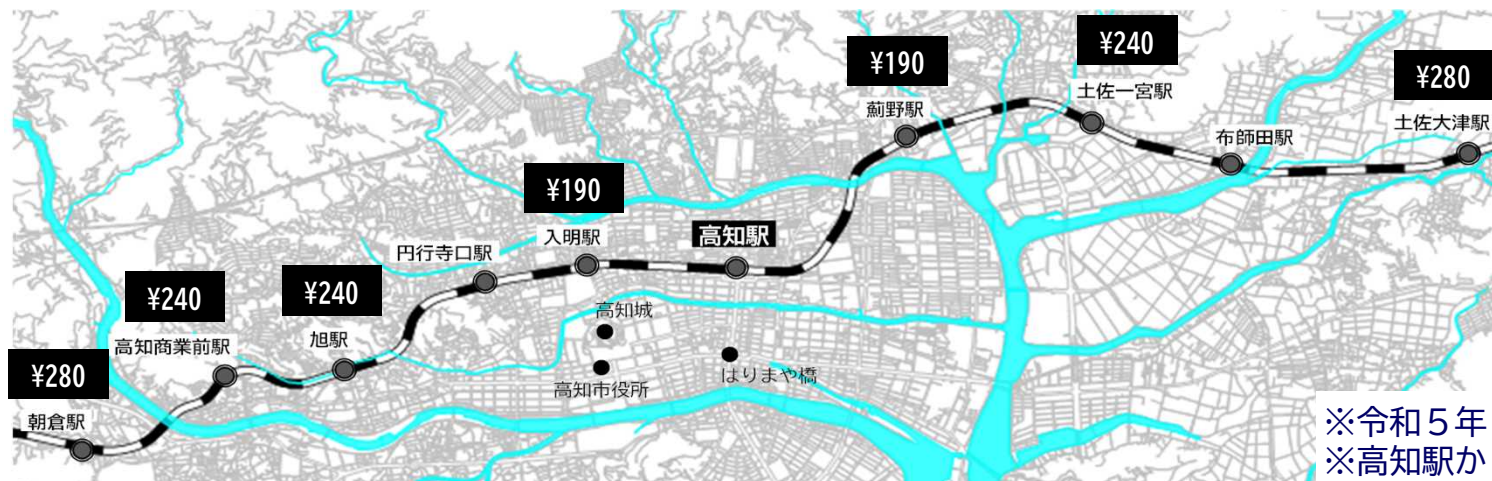 ¥240
¥190
土佐一宮駅
¥280
薊野駅
土佐大津駅
布師田駅
¥190
入明駅
高知駅
円行寺口駅
¥240
¥240
高知城
高知商業前駅
旭駅
¥280
はりまや橋
高知市役所
朝倉駅
※令和5年
※高知駅か